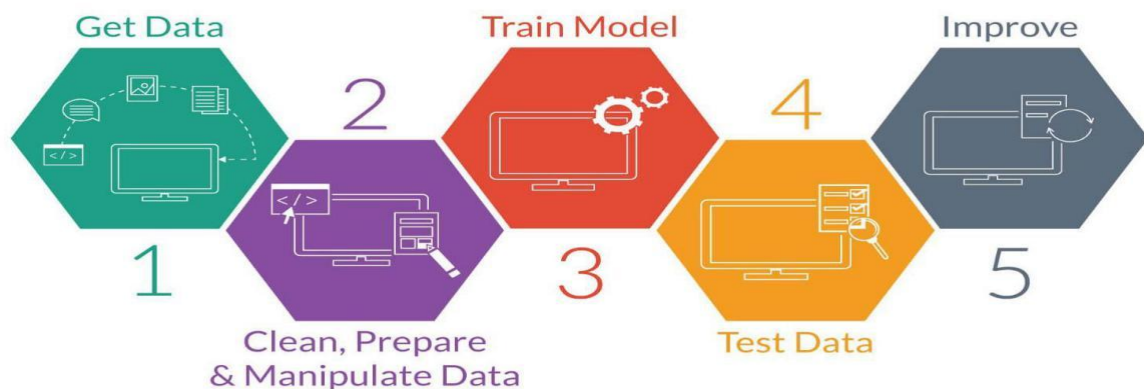 Get Data
1
2
Clean, Prepare
& Manipulate Data
Train Model
3
4
Test Data
Improve
5
</>
</>